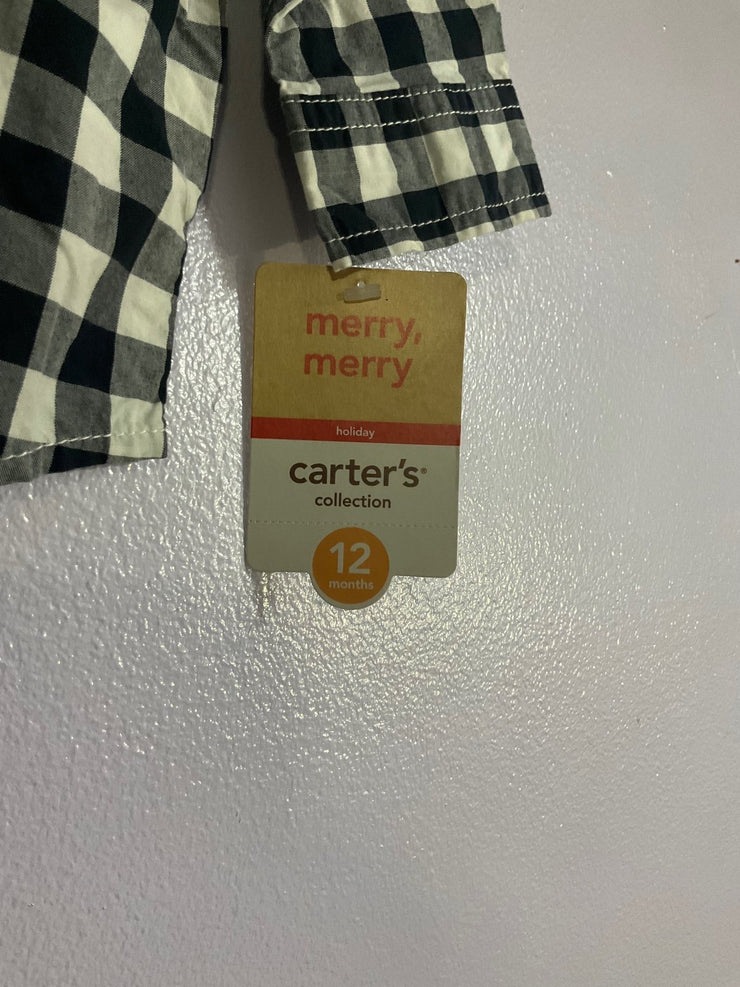 merry,
merry
holiday
carter's®
collection
12
months